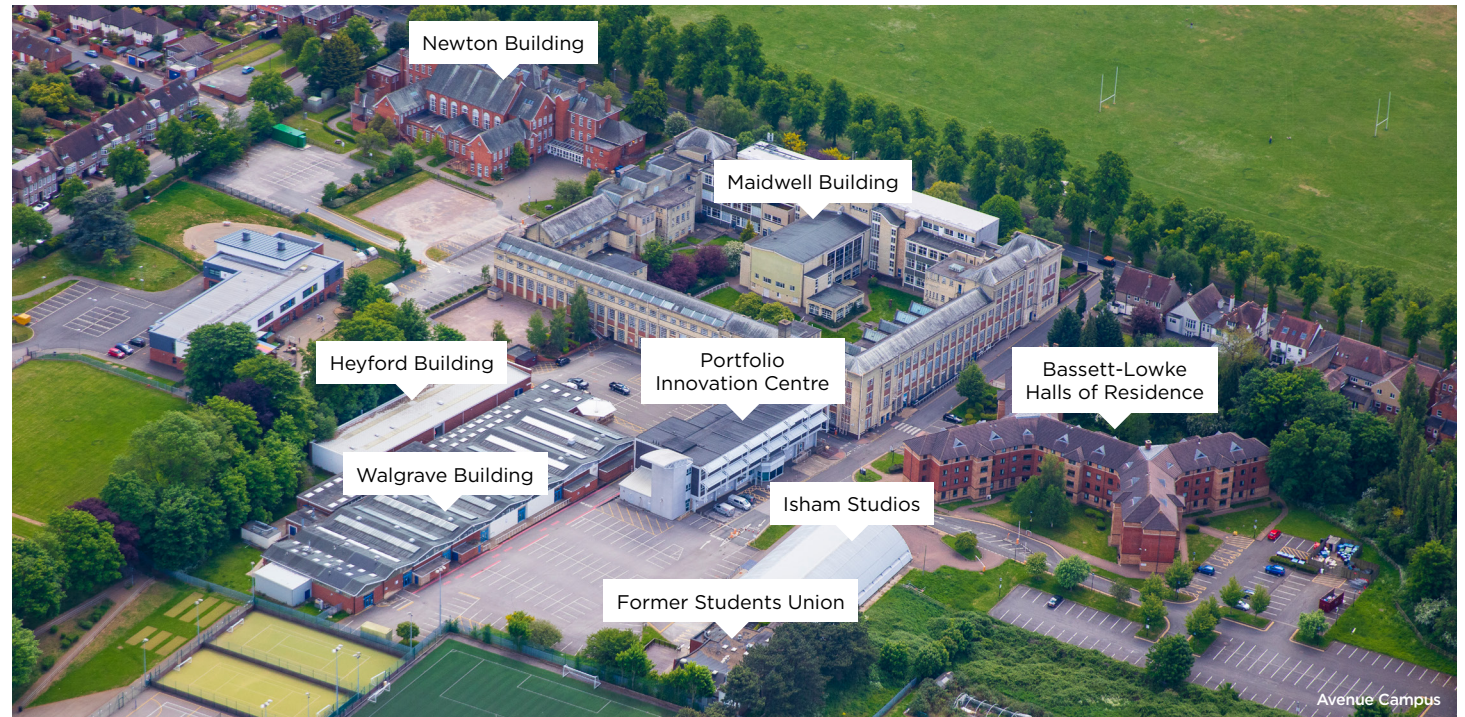 Newton Building
Maidwell Building
Heyford Building
Portfolio
Innovation Centre
Bassett-Lowke
Halls of Residence
Walgrave Building
Isham Studios
Former Students Union
Avenue Campus